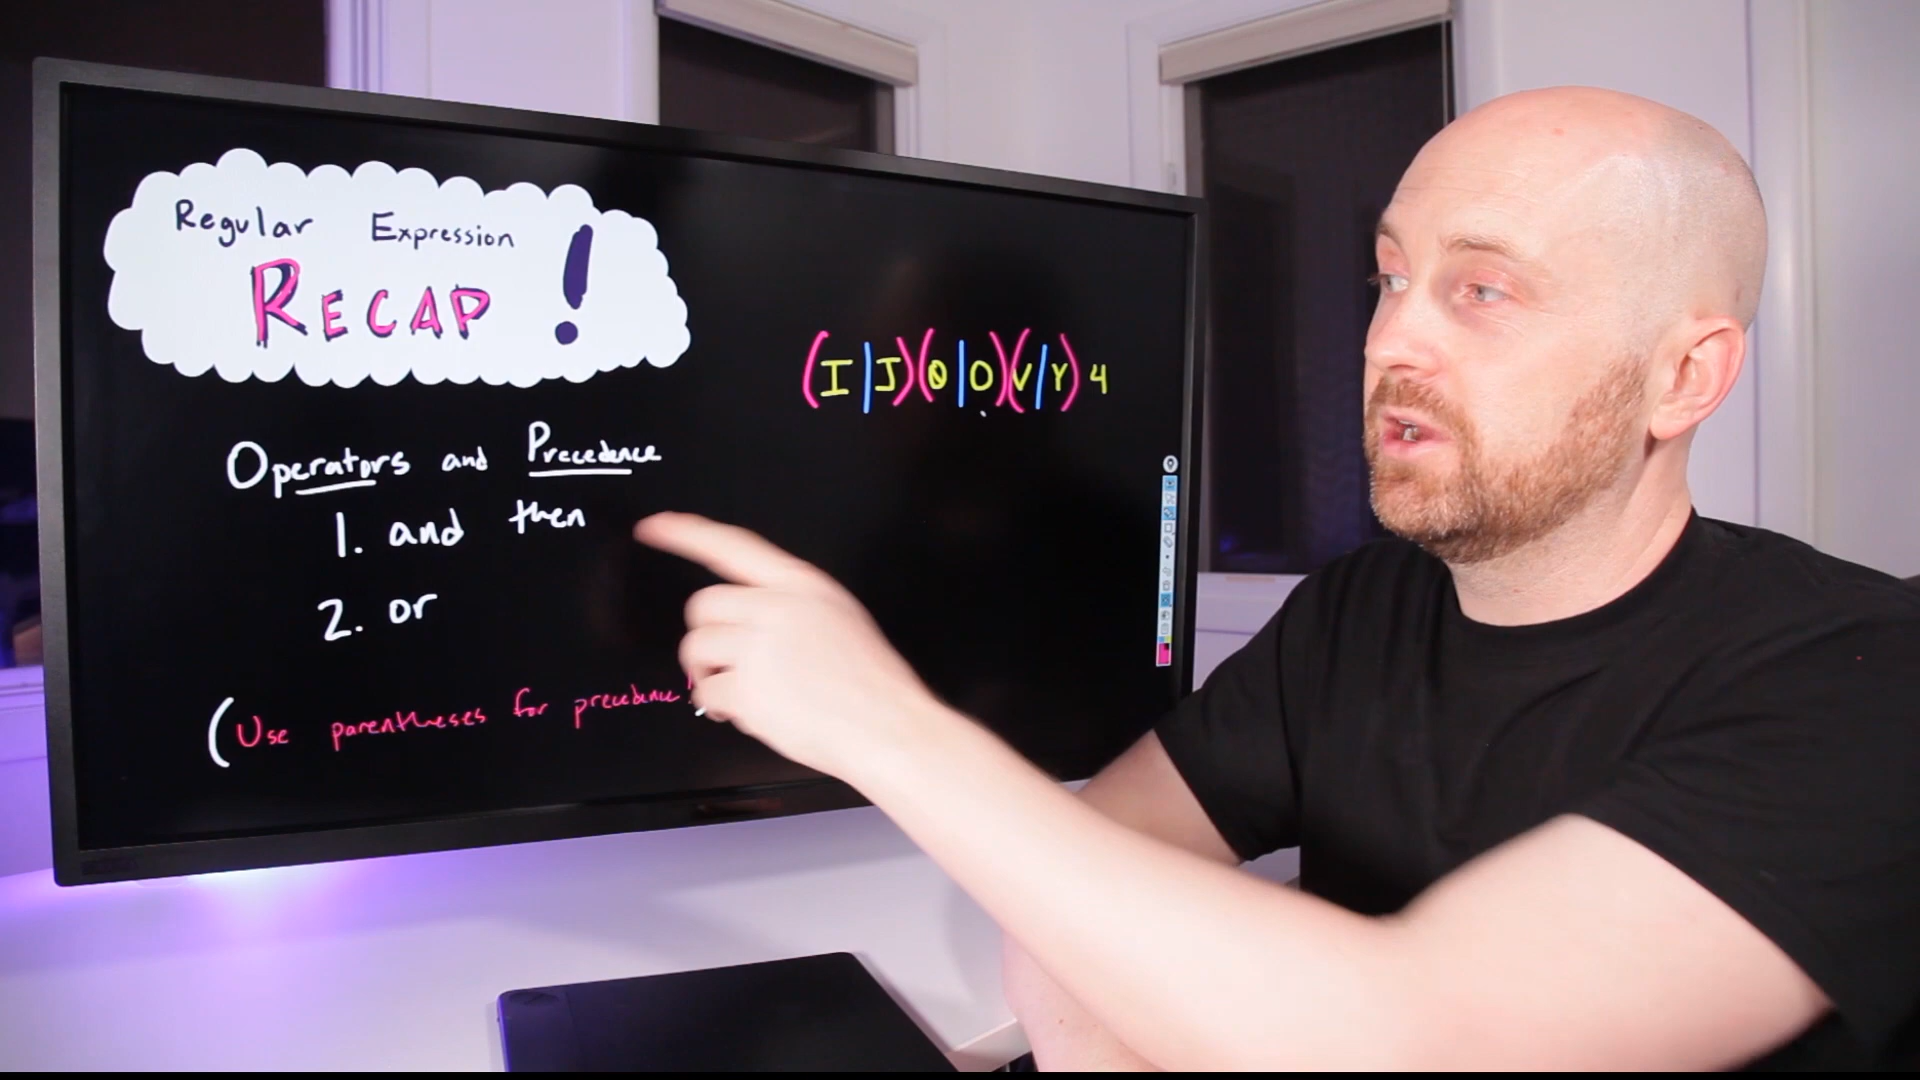 Regular Expression
RECAP !
Operators and Precedence
1. and then
2. or
(Use parentheses for precedence!
(I|J)(0|O)(V|Y)4